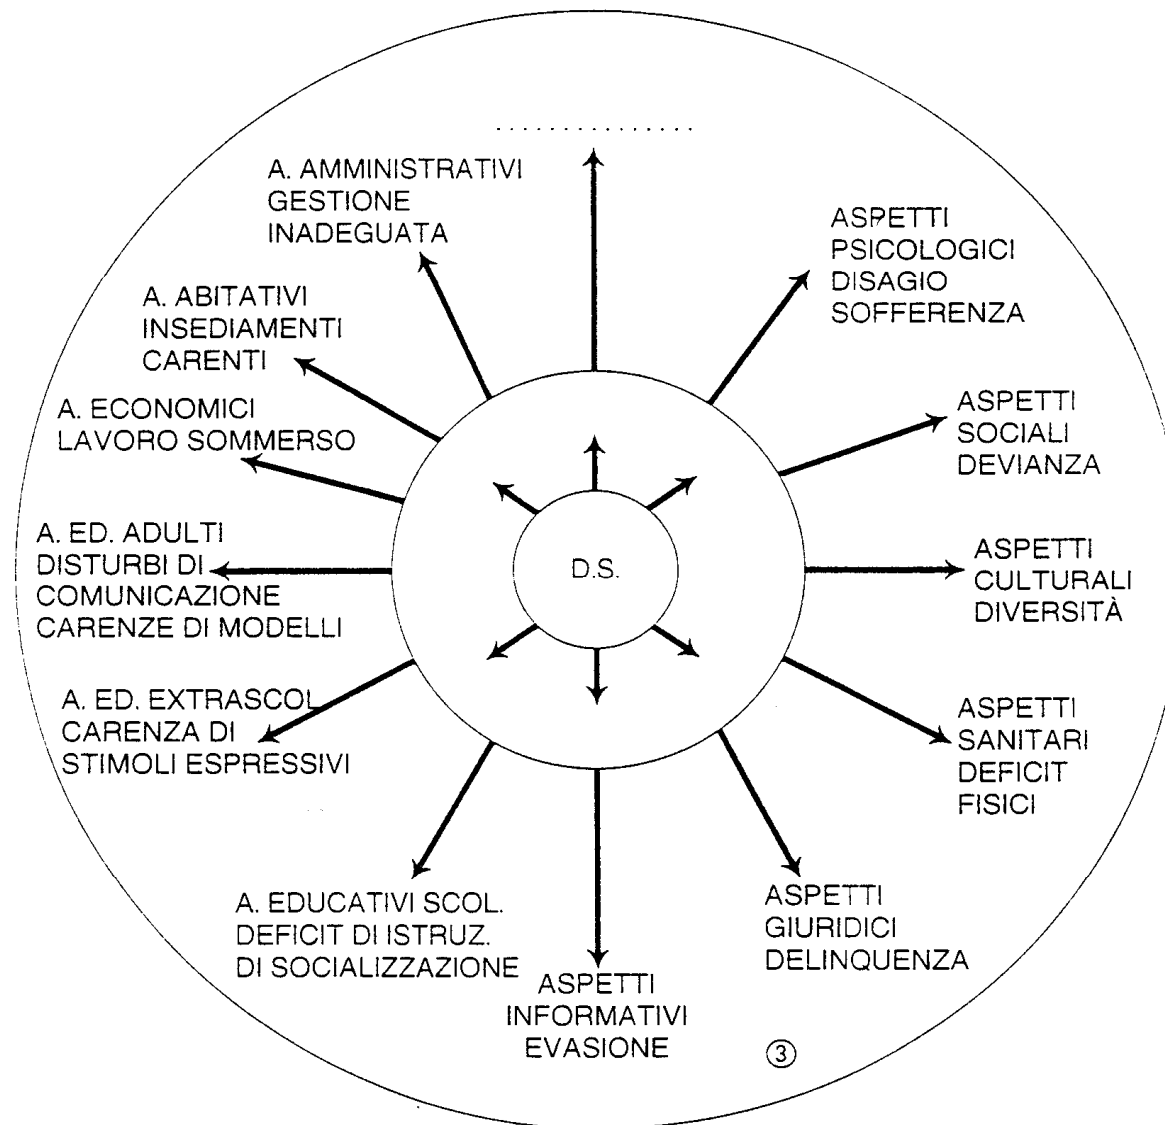 . . . . . . . . . . . . . . .
A. AMMINISTRATIVI
GESTIONE
INADEGUATA
ASPETTI
PSICOLOGICI
DISAGIO
SOFFERENZA
A. ABITATIVI
INSEDIAMENTI
CARENTI
ASPETTI
SOCIALI
DEVIANZA
A. ECONOMICI
LAVORO SOMMERSO
A. ED. ADULTI
DISTURBI DI
COMUNICAZIONE
CARENZE DI MODELLI
D.S.
ASPETTI
CULTURALI
DIVERSITÀ
A. ED. EXTRASCOL
CARENZA DI
STIMOLI ESPRESSIVI
ASPETTI
SANITARI
DEFICIT
FISICI
A. EDUCATIVI SCOL.
DEFICIT DI ISTRUZ.
DI SOCIALIZZAZIONE
ASPETTI
INFORMATIVI
EVASIONE
ASPETTI
GIURIDICI
DELINQUENZA
③